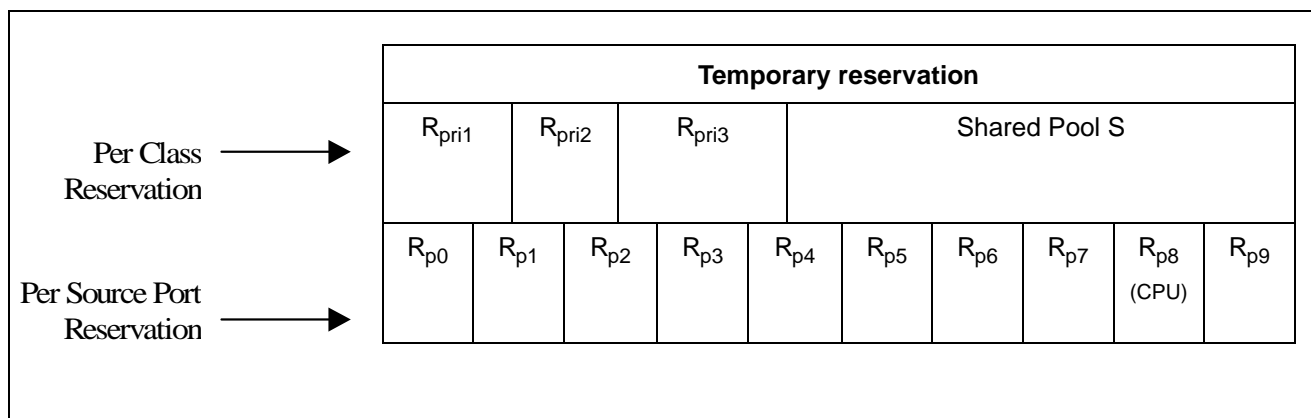 Temporary reservation
Per Class
Reservation
Rpri1 Rpri2 Rpri3 Shared Pool S
Per Source Port
Reservation
Rp0 Rp1 Rp2 Rp3 Rp4 Rp5 Rp6 Rp7 Rp8 Rp9
(CPU)